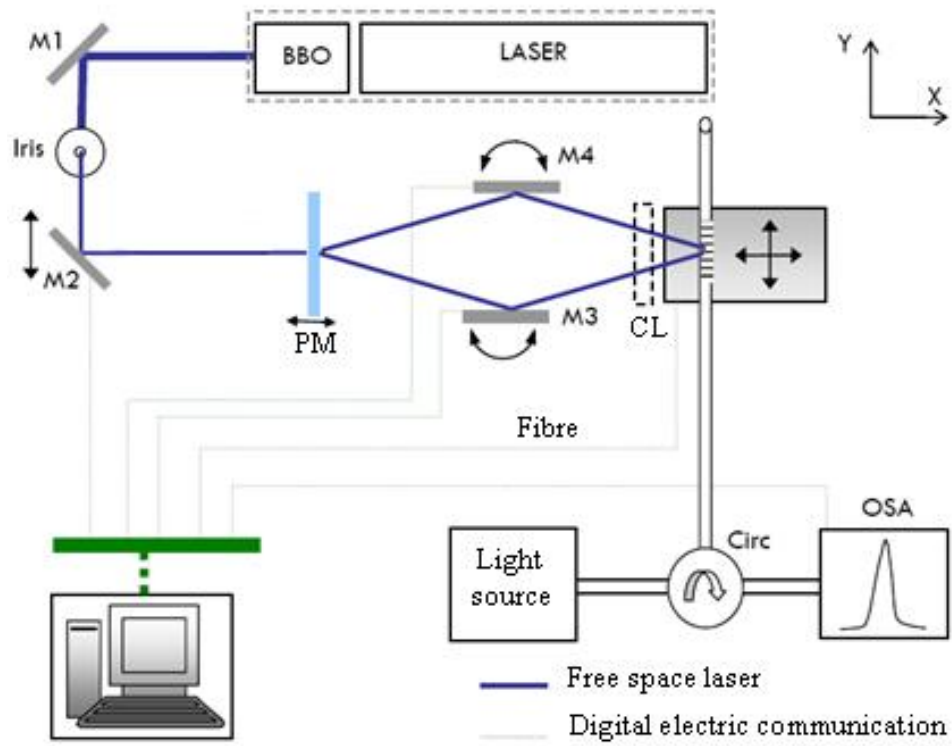 M1
BBO
LASER
Y
X
Iris
M4
M2
M3
PM
CL
Fibre
OSA
Circ
Light
source
Free space laser
Digital electric communication